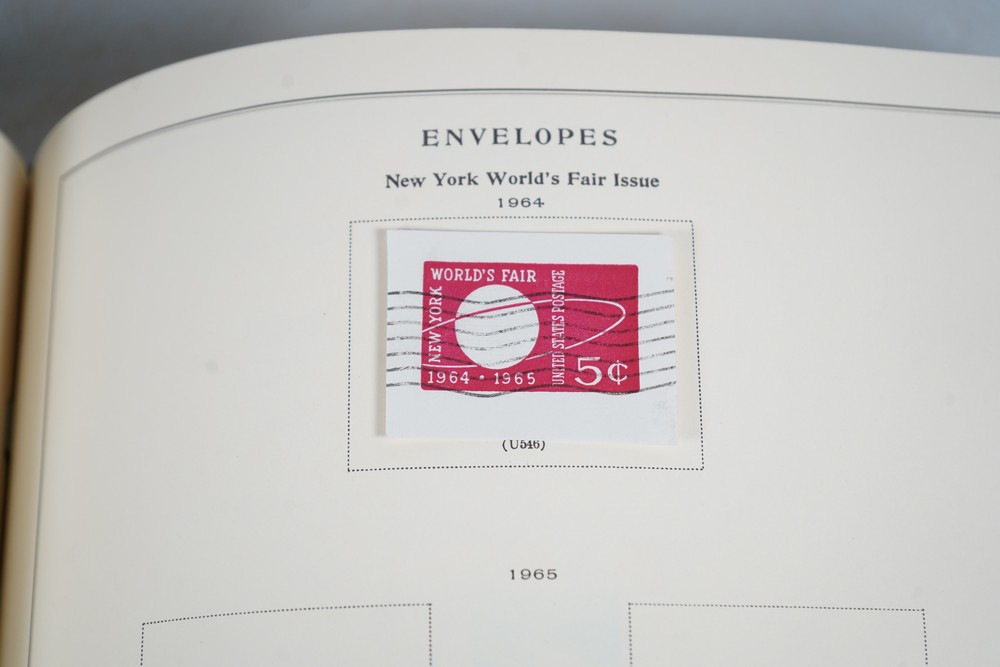 ENVELOPES
New York World's Fair Issue
1964
WORLD'S FAIR
NEW YORK
UNITED STATES POSTAGE
1964 • 1965
5¢
(U546)
1965